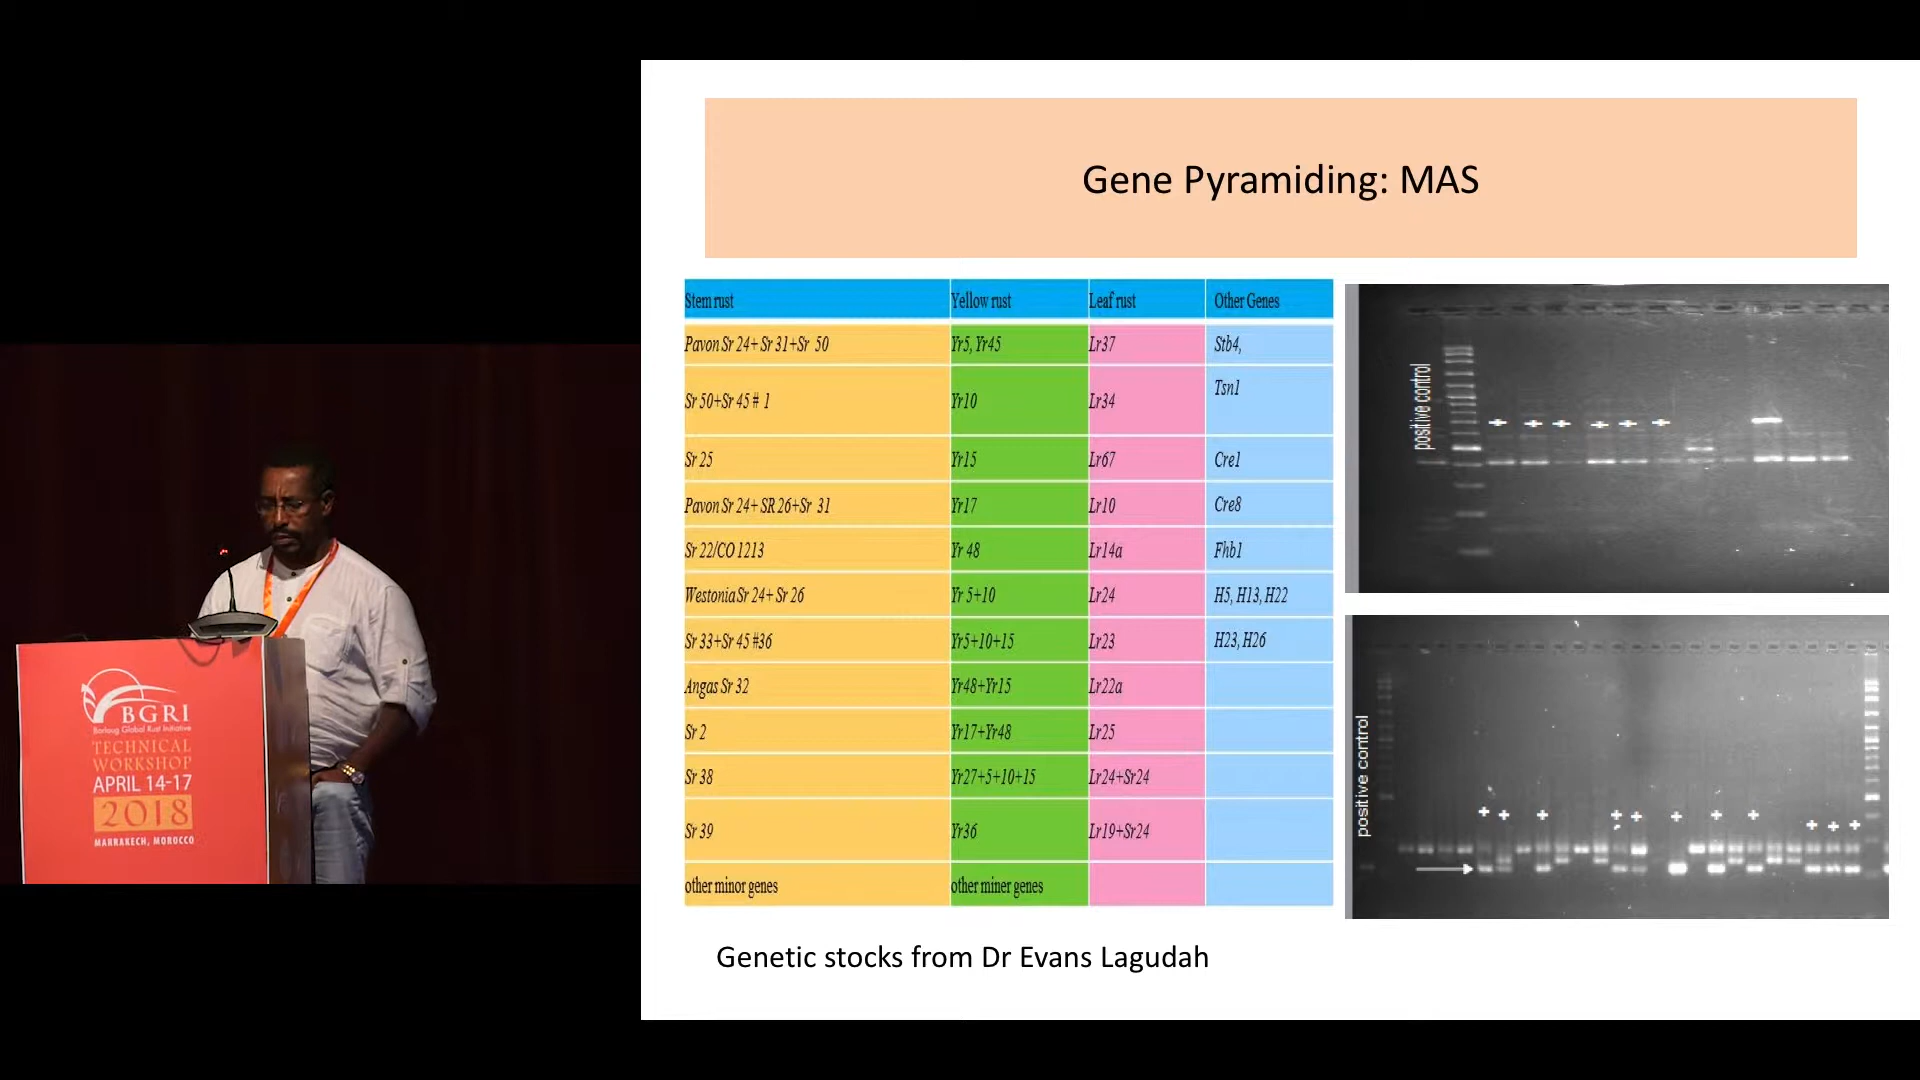 Gene Pyramiding: MAS
Stem rust Yellow rust Leaf rust Other Genes
Pavon Sr 24+ Sr 31+Sr 50 Yr5, Yr45 Lr37 Stb4,
Sr 50+Sr 45 # 1 Yr10 Lr34 Tsn1
Sr 25 Yr15 Lr67 Cre1
Pavon Sr 24+ SR 26+Sr 31 Yr17 Lr10 Cre8
Sr 22/CO 1213 Yr 48 Lr14a Fhb1
Westonia Sr 24+ Sr 26 Yr 5+10 Lr24 H5, H13, H22
Sr 33+Sr 45 #36 Yr5+10+15 Lr23 H23, H26
Angas Sr 32 Yr48+Yr15 Lr22a
Sr 2 Yr17+Yr48 Lr25
Sr 38 Yr27+5+10+15 Lr24+Sr24
Sr 39 Yr36 Lr19+Sr24
other minor genes other miner genes
positive control
positive control
Genetic stocks from Dr Evans Lagudah
BGRI
Borlaug Global Rust Initiative
TECHNICAL
WORKSHOP
APRIL 14-17
2018
MARRAKECH, MOROCCO